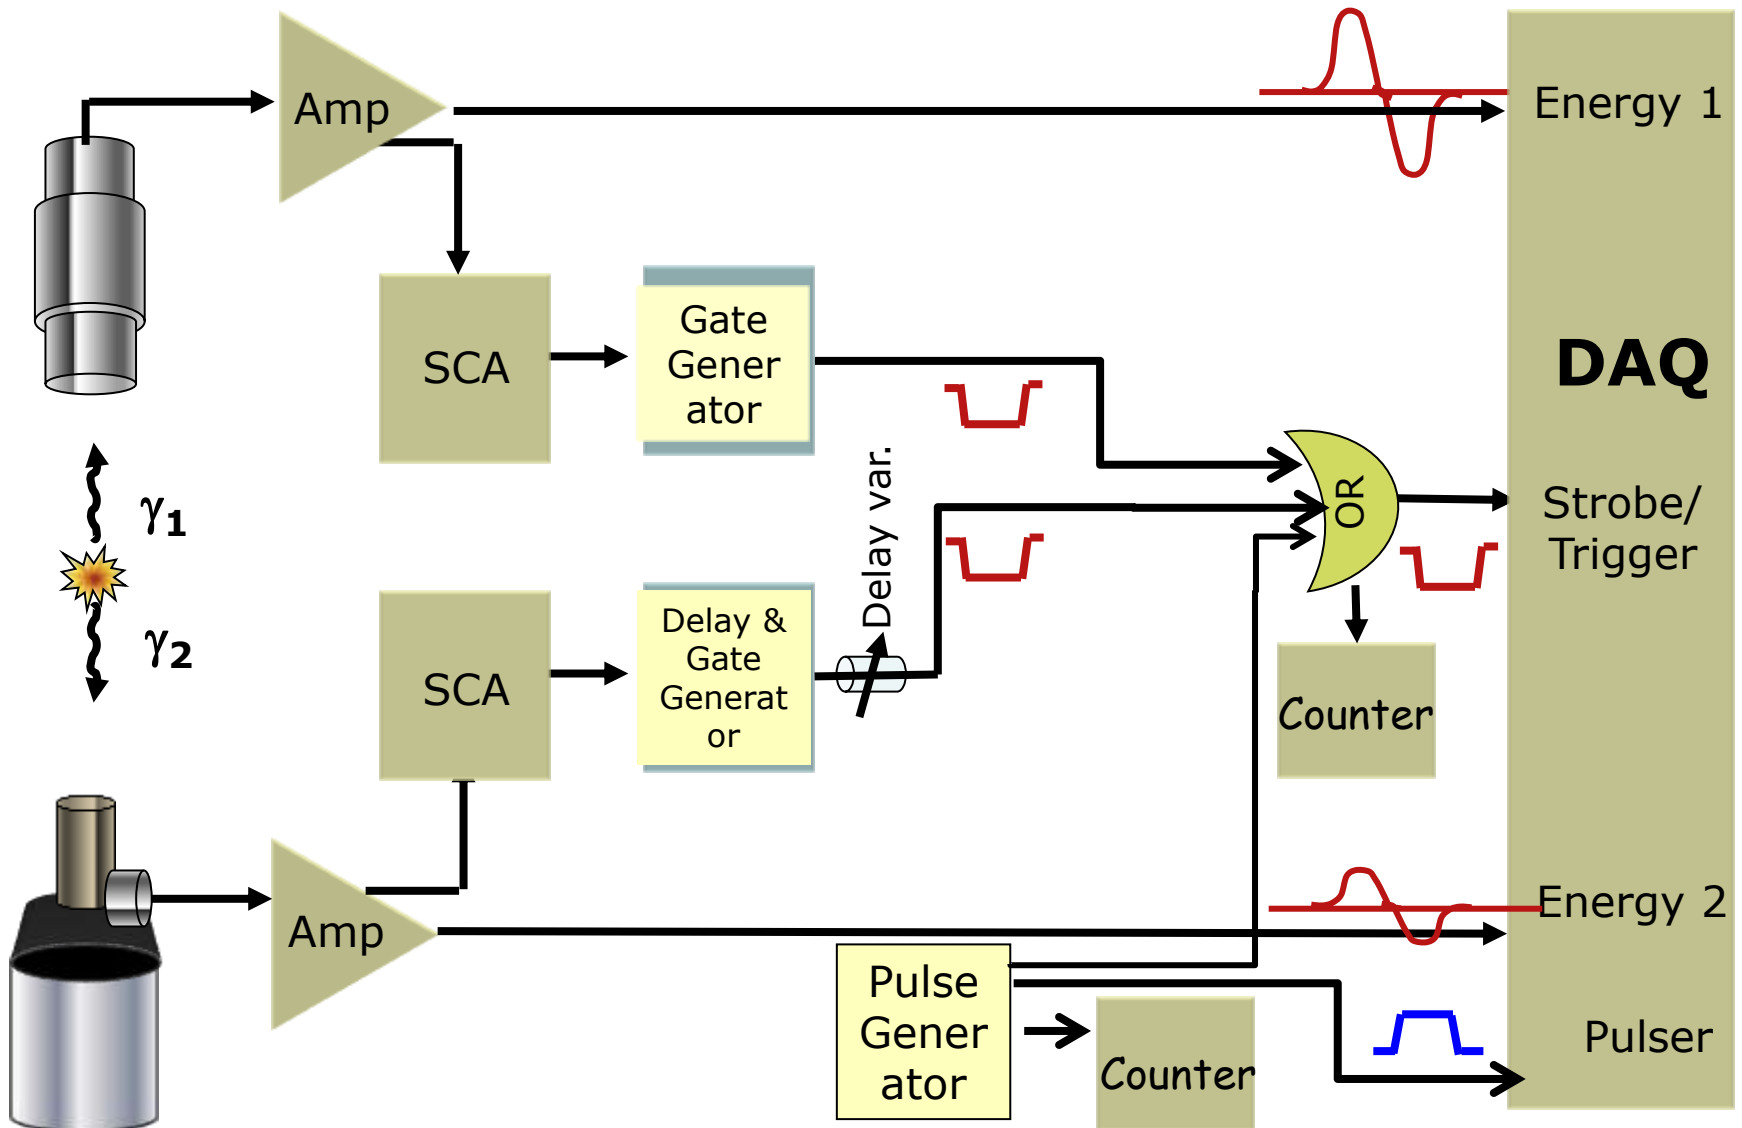 Amp
Energy 1
Gate
Gener
ator
SCA
DAQ
Delay var.
γ1
OR
Strobe/
Trigger
γ2
Delay &
Gate
Generat
or
SCA
Counter
Amp
Energy 2
Pulse
Gener
ator
Counter
Pulser